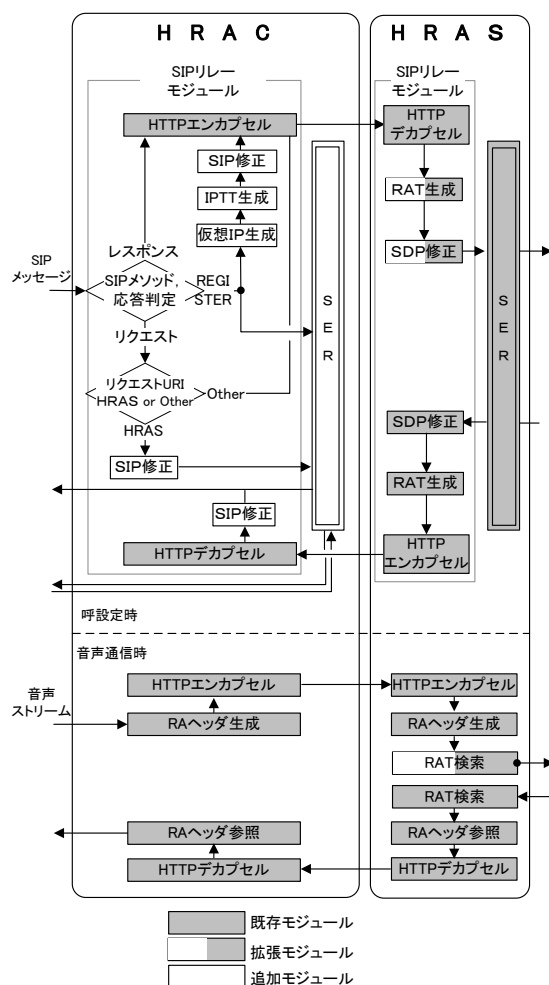 ＨＲＡＣ
ＨＲＡＳ
SIPリレー
モジュール
SIPリレー
モジュール
HTTPエンカプセル
HTTP
デカプセル
SIP修正
IPTT生成
仮想IP生成
RAT生成
SDP修正
レスポンス
SIP
メッセージ
SIPメソッド,
応答判定
REGI
STER
リクエスト
リクエストURI
HRAS or Other
Other
HRAS
SIP修正
SER
SER
SDP修正
RAT生成
SIP修正
HTTPデカプセル
HTTP
エンカプセル
呼設定時
音声通信時
音声
ストリーム
HTTPエンカプセル
RAヘッダ生成
HTTPエンカプセル
RAヘッダ生成
RAT検索
RAT検索
RAヘッダ参照
RAヘッダ参照
HTTPデカプセル
HTTPデカプセル
既存モジュール
拡張モジュール
追加モジュール